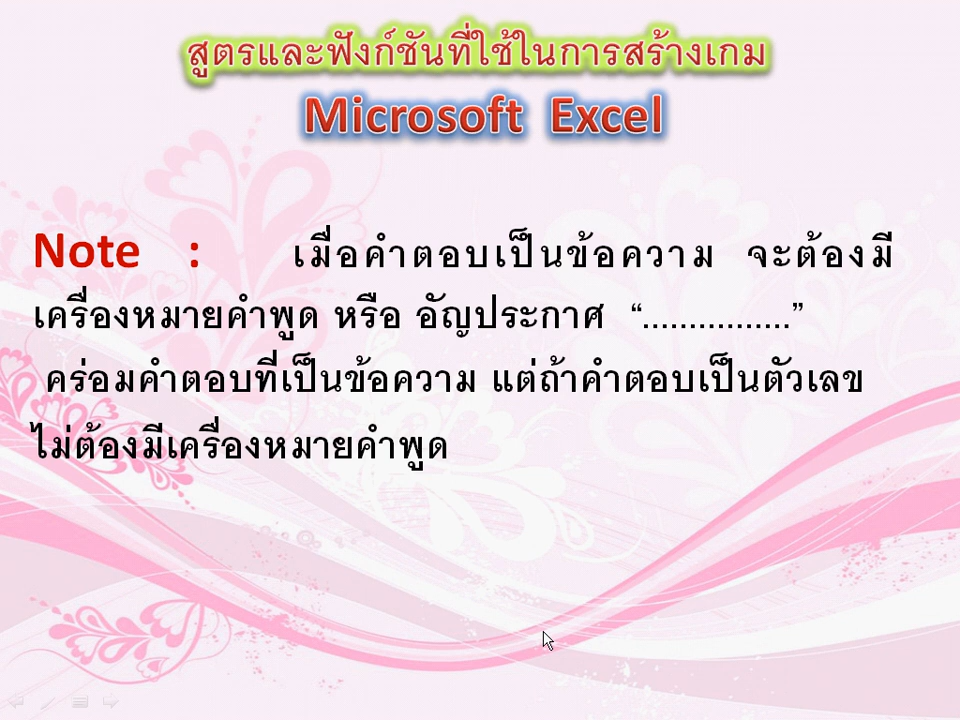 สูตรและฟังก์ชันที่ใช้ในการสร้างเกม
Microsoft Excel
Note : เมื่อคำตอบเป็นข้อความ จะต้องมี
เครื่องหมายคำพูด หรือ อัญประกาศ “................”
คร่อมคำตอบที่เป็นข้อความ แต่ถ้าคำตอบเป็นตัวเลข
ไม่ต้องมีเครื่องหมายคำพูด